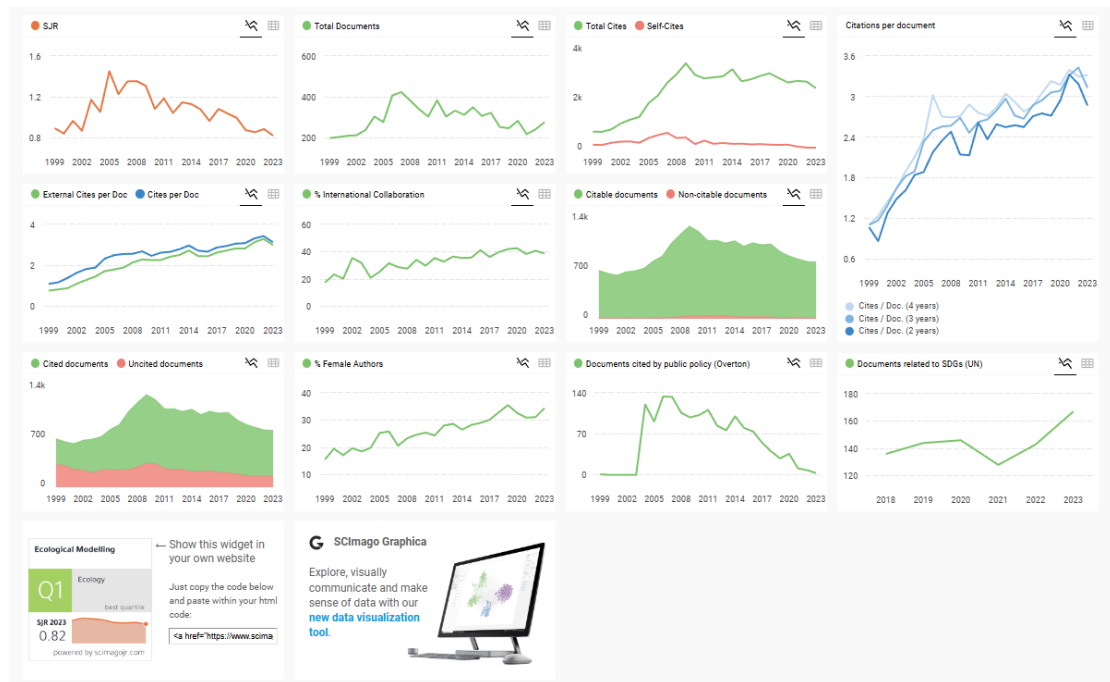 SJR
1.6
1.2
0.8
1999 2002 2005 2008 2011 2014 2017 2020 2023
Total Documents
600
400
200
1999 2002 2005 2008 2011 2014 2017 2020 2023
Total Cites Self-Cites
4k
2k
0
1999 2002 2005 2008 2011 2014 2017 2020 2023
Citations per document
3.6
3
2.4
1.8
1.2
0.6
1999 2002 2005 2008 2011 2014 2017 2020 2023
Cites / Doc. (4 years)
Cites / Doc. (3 years)
Cites / Doc. (2 years)
External Cites per Doc Cites per Doc
4
2
0
1999 2002 2005 2008 2011 2014 2017 2020 2023
% International Collaboration
60
40
20
0
1999 2002 2005 2008 2011 2014 2017 2020 2023
Citable documents Non-citable documents
1.4k
700
0
1999 2002 2005 2008 2011 2014 2017 2020 2023
Cited documents Uncited documents
1.4k
700
0
1999 2002 2005 2008 2011 2014 2017 2020 2023
% Female Authors
40
30
20
10
1999 2002 2005 2008 2011 2014 2017 2020 2023
Documents cited by public policy (Overton)
140
70
0
1999 2002 2005 2008 2011 2014 2017 2020 2023
Documents related to SDGs (UN)
180
160
140
120
2018 2019 2020 2021 2022 2023
Ecological Modelling
Q1
Ecology
best quartile
SJR 2023
0.82
powered by scimagojr.com
← Show this widget in
your own website
Just copy the code below
and paste within your html
code:
<a href="https://www.scima
SCImago Graphica
Explore, visually
communicate and make
sense of data with our
new data visualization
tool.